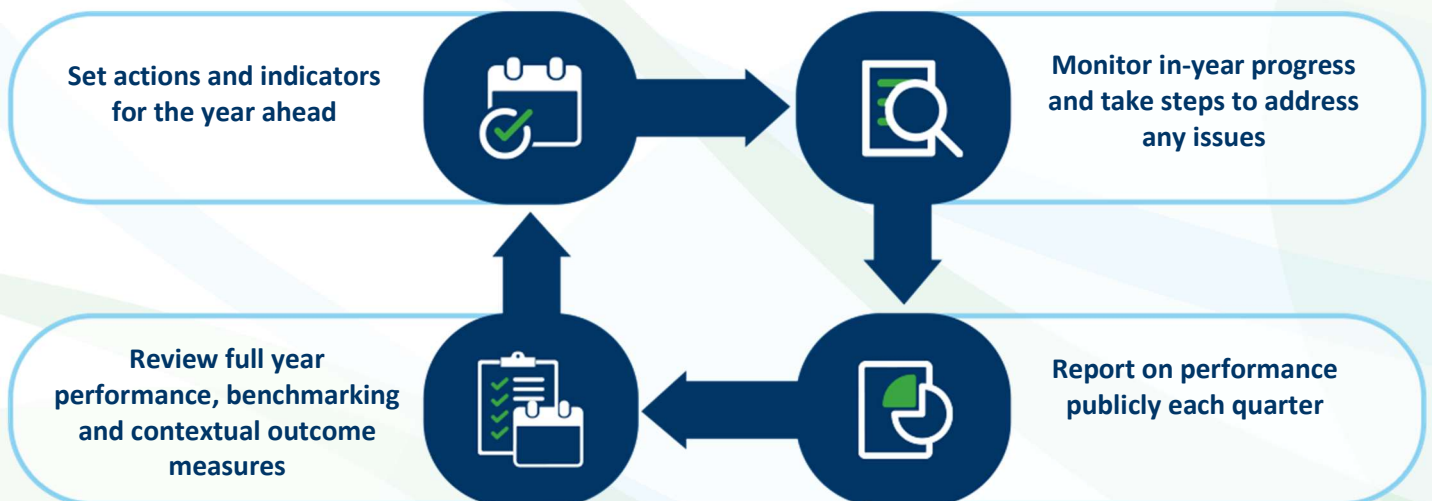 Set actions and indicators
for the year ahead
Monitor in-year progress
and take steps to address
any issues
Review full year
performance, benchmarking
and contextual outcome
measures
Report on performance
publicly each quarter